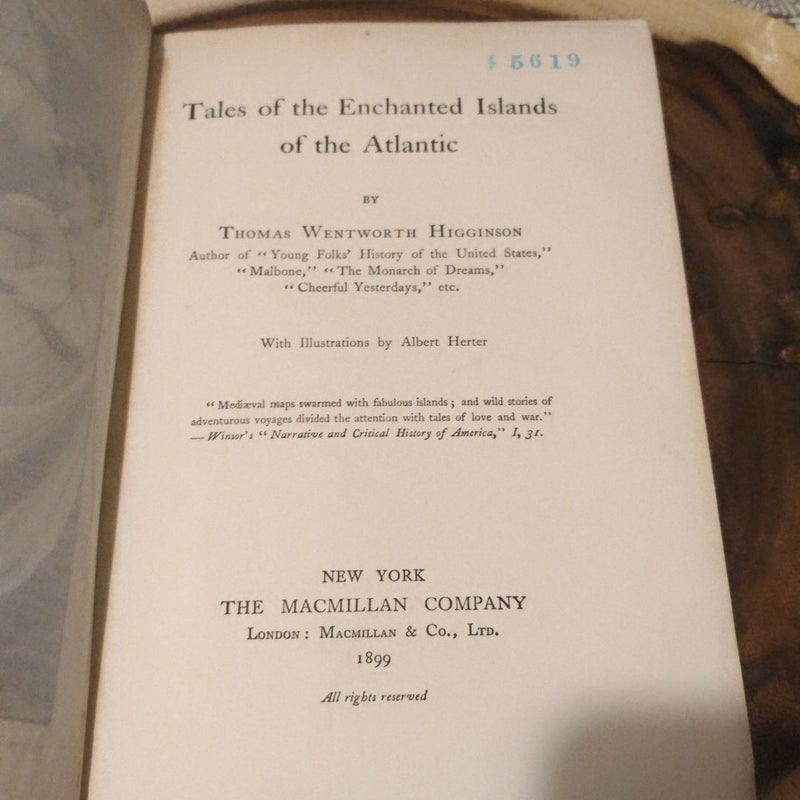 5619
Tales of the Enchanted Islands
of the Atlantic
BY
THOMAS WENTWORTH HIGGINSON
Author of “Young Folks’ History of the United States,”
“Malbone,” “The Monarch of Dreams,”
“Cheerful Yesterdays,” etc.
With Illustrations by Albert Herter
“Mediæval maps swarmed with fabulous islands; and wild stories of
adventurous voyages divided the attention with tales of love and war.”
— Winsor’s “Narrative and Critical History of America,” I, 31.
NEW YORK
THE MACMILLAN COMPANY
LONDON: MACMILLAN & CO., LTD.
1899
All rights reserved